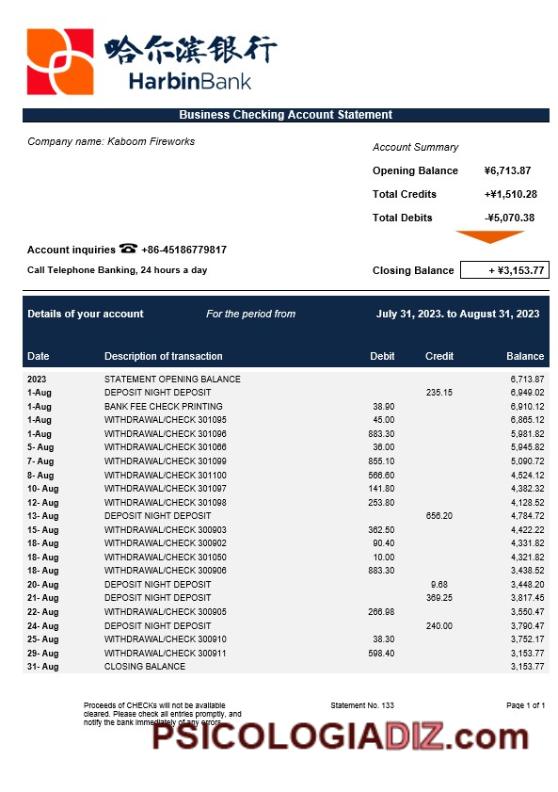 哈尔滨银行
HarbinBank
Business Checking Account Statement
Company name: Kaboom Fireworks
Account Summary
Opening Balance ¥6,713.87
Total Credits +¥1,510.28
Total Debits -¥5,070.38
Account inquiries ☎ +86-45186779817
Call Telephone Banking, 24 hours a day
Closing Balance + ¥3,153.77
Details of your account For the period from July 31, 2023. to August 31, 2023
Date Description of transaction Debit Credit Balance
2023 STATEMENT OPENING BALANCE 6,713.87
1-Aug DEPOSIT NIGHT DEPOSIT 235.15 6,949.02
1-Aug BANK FEE CHECK PRINTING 38.90 6,910.12
1-Aug WITHDRAWAL/CHECK 301095 45.00 6,865.12
1-Aug WITHDRAWAL/CHECK 301096 883.30 5,981.82
5- Aug WITHDRAWAL/CHECK 301066 36.00 5,945.82
7- Aug WITHDRAWAL/CHECK 301099 855.10 5,090.72
8- Aug WITHDRAWAL/CHECK 301100 566.60 4,524.12
10- Aug WITHDRAWAL/CHECK 301097 141.80 4,382.32
12- Aug WITHDRAWAL/CHECK 301098 253.80 4,128.52
13- Aug DEPOSIT NIGHT DEPOSIT 656.20 4,784.72
15- Aug WITHDRAWAL/CHECK 300903 362.50 4,422.22
18- Aug WITHDRAWAL/CHECK 300902 90.40 4,331.82
18- Aug WITHDRAWAL/CHECK 301050 10.00 4,321.82
18- Aug WITHDRAWAL/CHECK 300906 883.30 3,438.52
20- Aug DEPOSIT NIGHT DEPOSIT 9.68 3,448.20
21- Aug DEPOSIT NIGHT DEPOSIT 369.25 3,817.45
22- Aug WITHDRAWAL/CHECK 300905 266.98 3,550.47
24- Aug DEPOSIT NIGHT DEPOSIT 240.00 3,790.47
25- Aug WITHDRAWAL/CHECK 300910 38.30 3,752.17
29- Aug WITHDRAWAL/CHECK 300911 598.40 3,153.77
31- Aug CLOSING BALANCE 3,153.77
Proceeds of CHECKs will not be available Statement No. 133 Page 1 of 1
cleared. Please check all entries promptly, and
notify the bank immediately of any errors.
PSICOLOGIADIZ.com